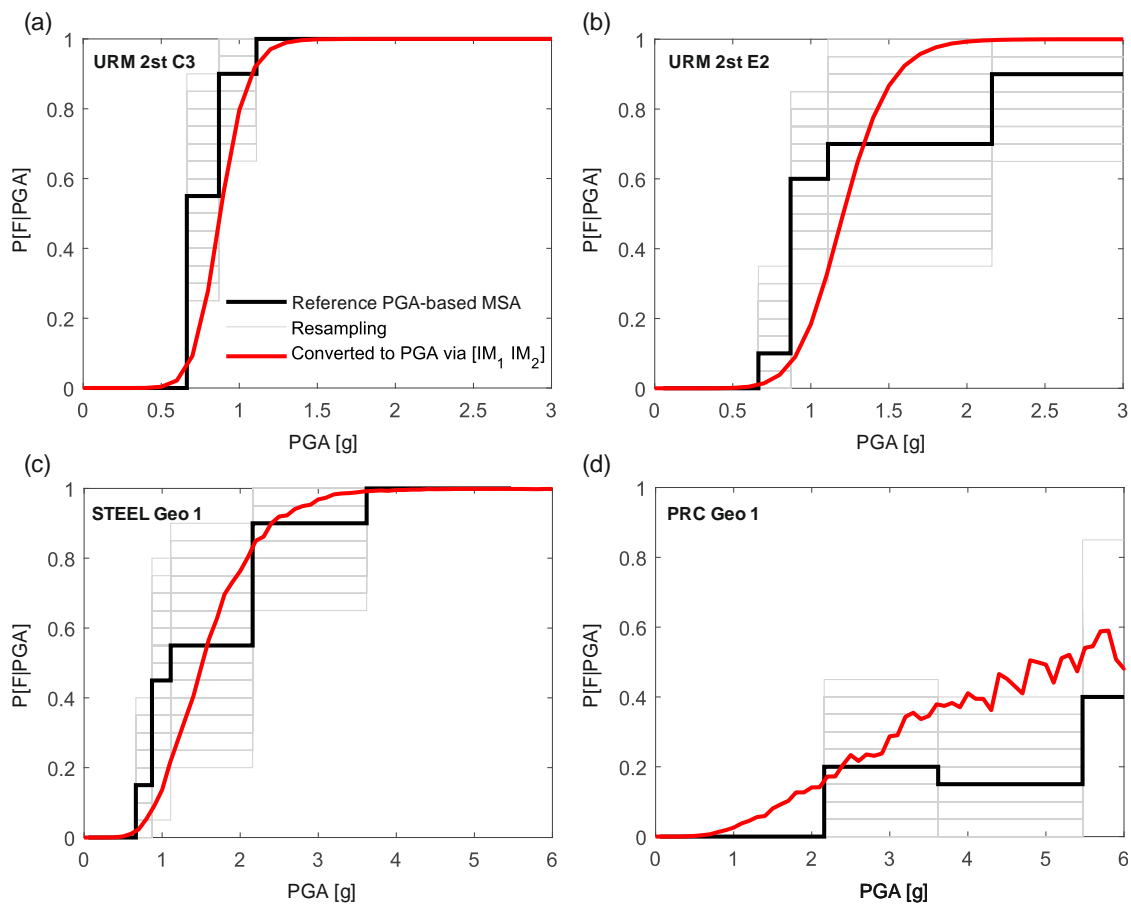 (a)
URM 2st C3
P[F|PGA]
1
0.8
0.6
0.4
0.2
0
0 0.5 1 1.5 2 2.5 3
PGA [g]
Reference PGA-based MSA
Resampling
Converted to PGA via [IM1 IM2]
(b)
URM 2st E2
P[F|PGA]
1
0.8
0.6
0.4
0.2
0
0 0.5 1 1.5 2 2.5 3
PGA [g]
(c)
STEEL Geo 1
P[F|PGA]
1
0.8
0.6
0.4
0.2
0
0 1 2 3 4 5 6
PGA [g]
(d)
PRC Geo 1
P[F|PGA]
1
0.8
0.6
0.4
0.2
0
0 1 2 3 4 5 6
PGA [g]